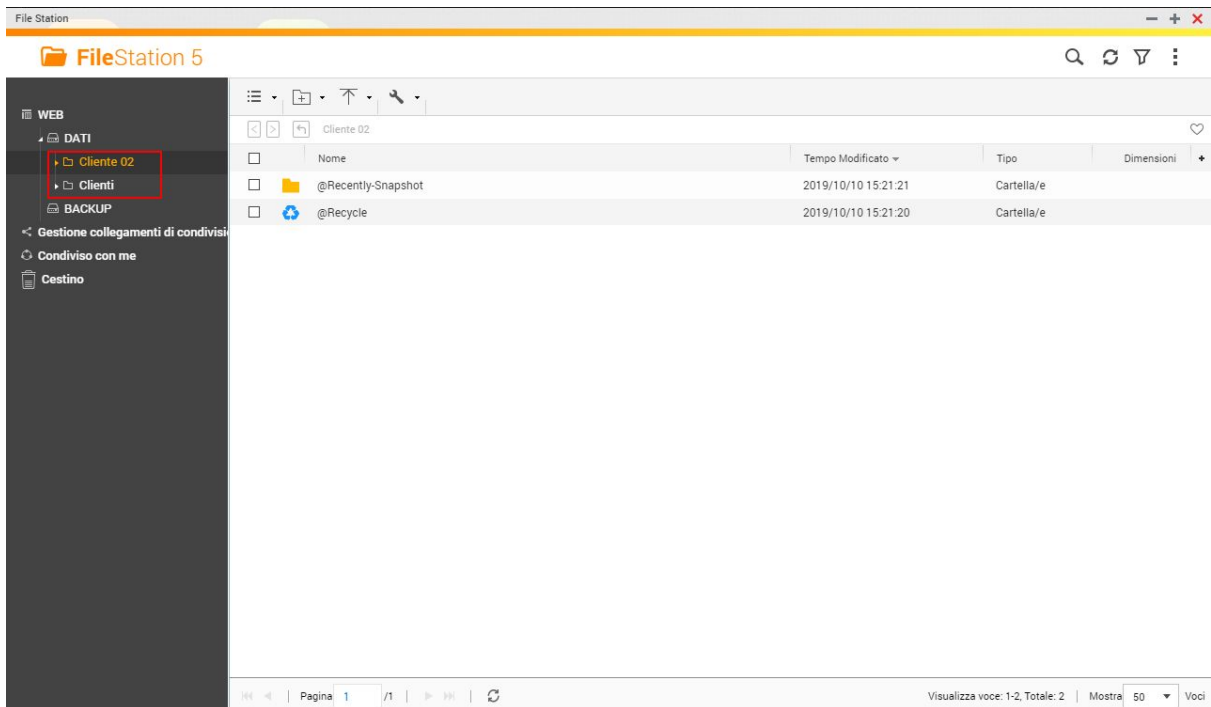 File Station
FileStation 5
WEB
DATI
Cliente 02
Clienti
BACKUP
Gestione collegamenti di condivisi
Condiviso con me
Cestino
Cliente 02
Nome Tempo Modificato Tipo Dimensioni
@Recently-Snapshot 2019/10/10 15:21:21 Cartella/e
@Recycle 2019/10/10 15:21:20 Cartella/e
Pagina 1 /1 Visualizza voce: 1-2, Totale: 2 Mostra 50 Voci